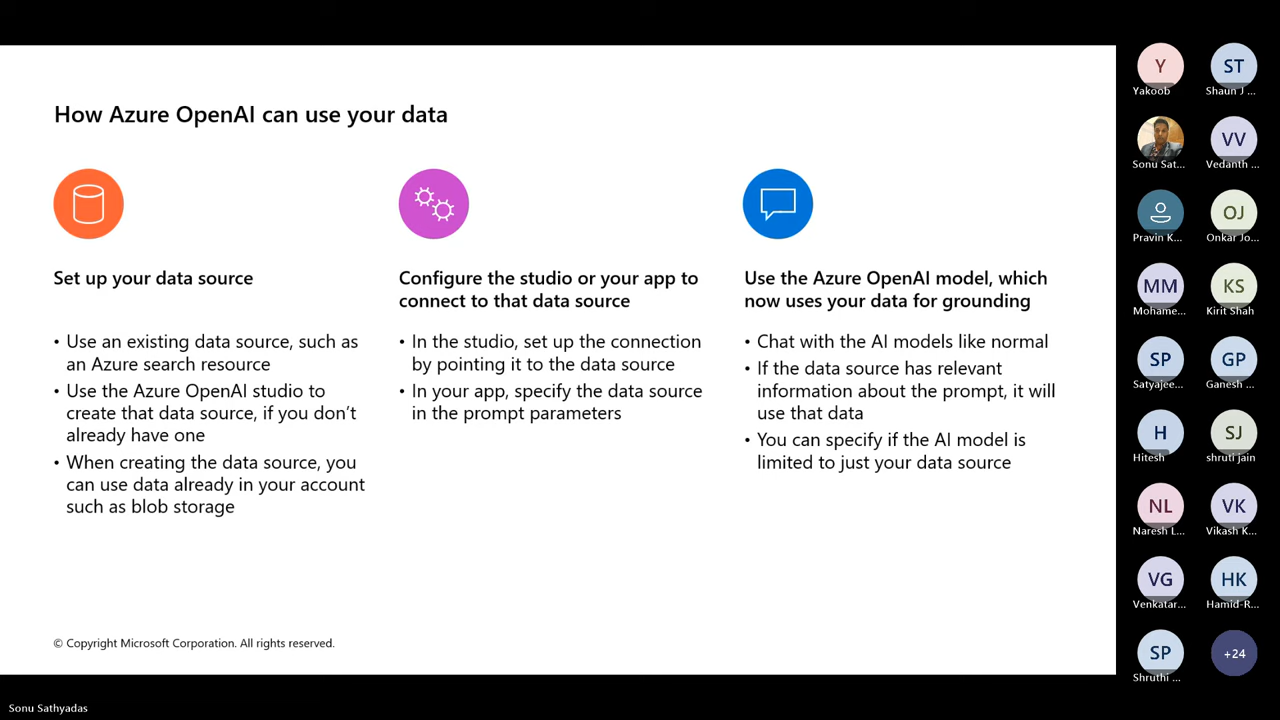 How Azure OpenAI can use your data
Set up your data source
• Use an existing data source, such as
an Azure search resource
• Use the Azure OpenAI studio to
create that data source, if you don’t
already have one
• When creating the data source, you
can use data already in your account
such as blob storage
Configure the studio or your app to
connect to that data source
• In the studio, set up the connection
by pointing it to the data source
• In your app, specify the data source
in the prompt parameters
Use the Azure OpenAI model, which
now uses your data for grounding
• Chat with the AI models like normal
• If the data source has relevant
information about the prompt, it will
use that data
• You can specify if the AI model is
limited to just your data source
© Copyright Microsoft Corporation. All rights reserved.
Y
Yakoob
ST
Shaun J ...
Sonu Sat...
VV
Vedanth ...
Pravin K...
OJ
Onkar Jo...
MM
Mohame...
KS
Kirit Shah
SP
Satyajee...
GP
Ganesh ...
H
Hitesh
SJ
shruti jain
NL
Naresh L...
VK
Vikash K...
VG
Venkatar...
HK
Hamid-R...
SP
Shruthi ...
+24
Sonu Sathyadas